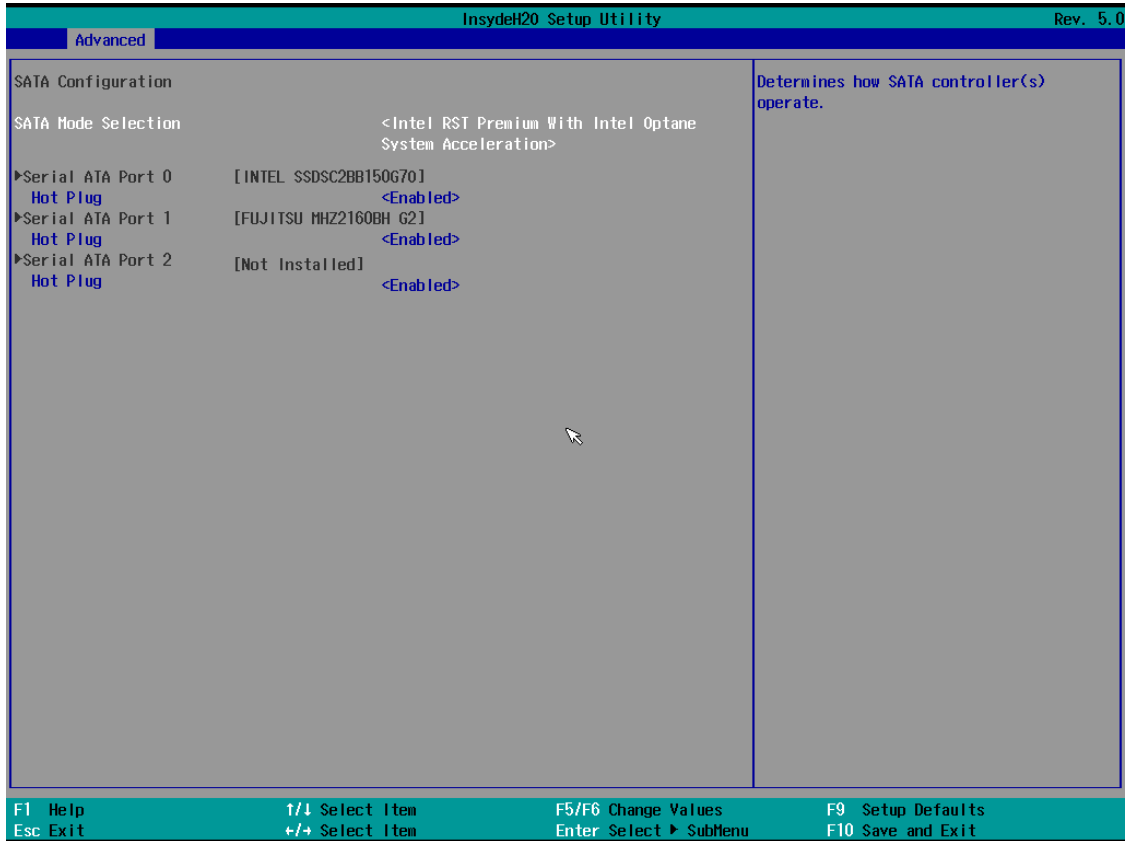 InsydeH20 Setup Utility Rev. 5.0
Advanced
SATA Configuration
Determines how SATA controller(s)
operate.
SATA Mode Selection <Intel RST Premium With Intel Optane
System Acceleration>
▶Serial ATA Port 0 [INTEL SSDSC2BB150G70]
Hot Plug <Enabled>
▶Serial ATA Port 1 [FUJITSU MHZ2160BH G2]
Hot Plug <Enabled>
▶Serial ATA Port 2 [Not Installed]
Hot Plug <Enabled>
F1 Help ↑/↓ Select Item F5/F6 Change Values F9 Setup Defaults
Esc Exit ←/→ Select Item Enter Select ▶ SubMenu F10 Save and Exit